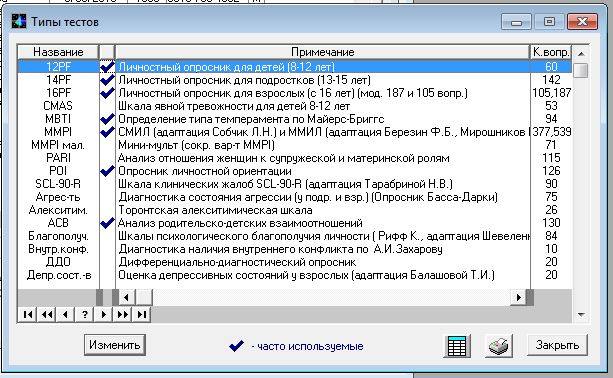 Типы тестов
Название Примечание К.вопр.
12PF Личностный опросник для детей (8-12 лет) 60
14PF Личностный опросник для подростков (13-15 лет) 142
16PF Личностный опросник для взрослых (с 16 лет) (мод. 187 и 105 вопр.) 105,187
CMAS Шкала явной тревожности для детей 8-12 лет 53
MBTI Определение типа темперамента по Майерс-Бриггс 94
MMPI СМИЛ (адаптация Собчик Л.Н.) и ММИЛ (адаптация Березин Ф.Б., Мирошников 377,539
MMPI мал. Мини-мульт (сокр. вар-т MMPI) 71
PARI Анализ отношения женщин к супружеской и материнской ролям 115
POI Опросник личностной ориентации 126
SCL-90-R Шкала клинических жалоб SCL-90-R (адаптация Тарабриной Н.В.) 90
Агрес-ть Диагностика состояния агрессии (у подр. и взр.) (Опросник Басса-Дарки) 75
Алекситим. Торонтская алекситимическая шкала 26
АСВ Анализ родительско-детских взаимоотношений 130
Благополуч. Шкалы психологического благополучия личности ( Рифф К., адаптация Шевелен 84
Внутр.конф. Диагностика наличия внутреннего конфликта по А.И.Захарову 10
ДДО Дифференциально-диагностический опросник 20
Депр.сост.-в Оценка депрессивных состояний у взрослых (адаптация Балашовой Т.И.) 20
?
Изменить - часто используемые Закрыть